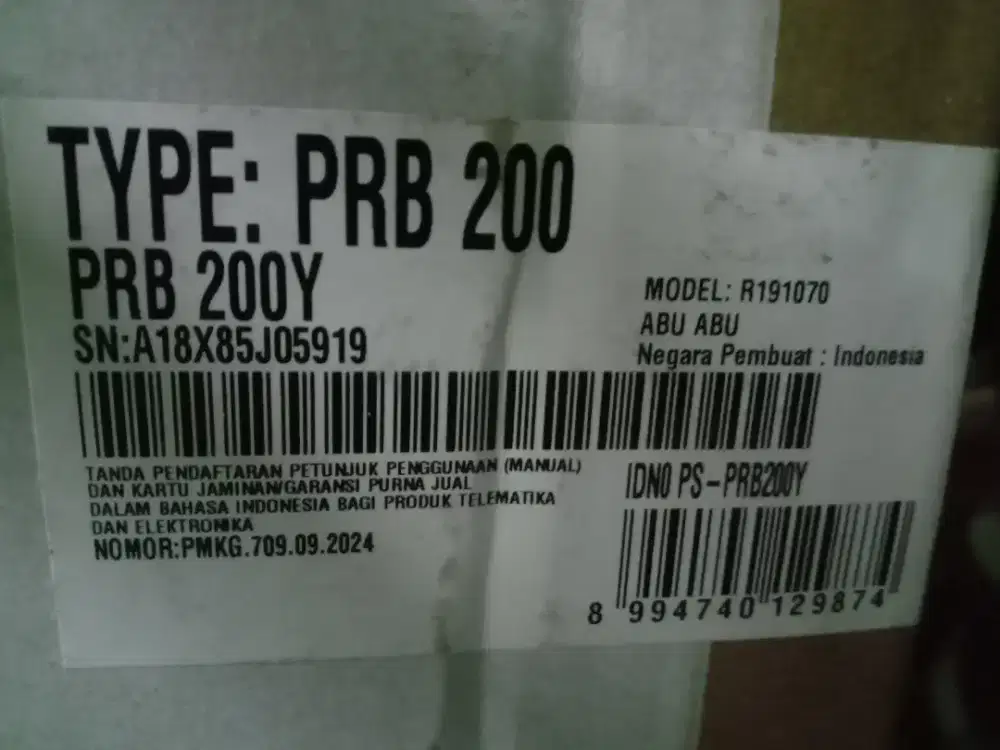 TYPE: PRB 200
PRB 200Y
SN:A18X85J05919
MODEL: R191070
ABU ABU
Negara Pembuat : Indonesia
TANDA PENDAFTARAN PETUNJUK PENGGUNAAN (MANUAL)
DAN KARTU JAMINAN/GARANSI PURNA JUAL
DALAM BAHASA INDONESIA BAGI PRODUK TELEMATIKA
DAN ELEKTRONIKA
NOMOR:PMKG.709.09.2024
IDNO PS-PRB200Y
8 994740 129874